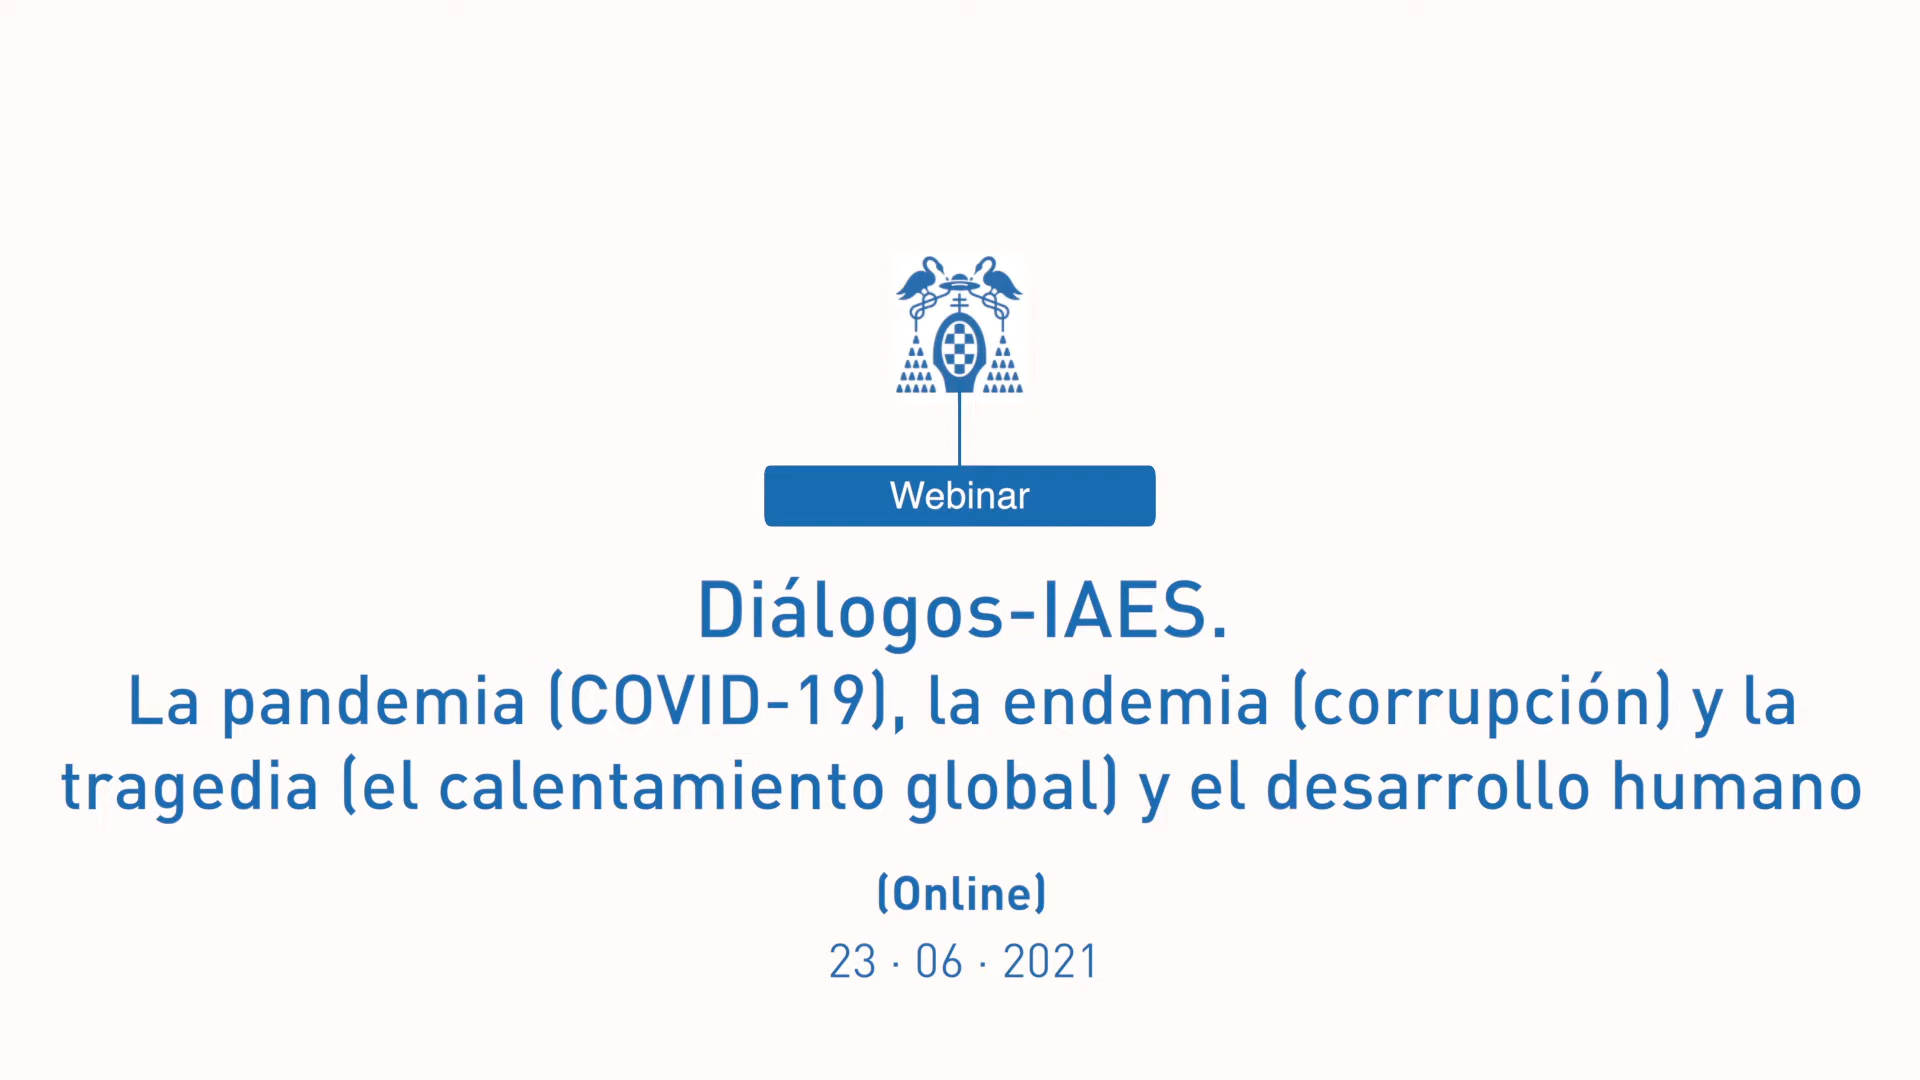 Webinar
Diálogos-IAES.
La pandemia (COVID-19), la endemia (corrupción) y la
tragedia (el calentamiento global) y el desarrollo humano
(Online)
23 · 06 · 2021